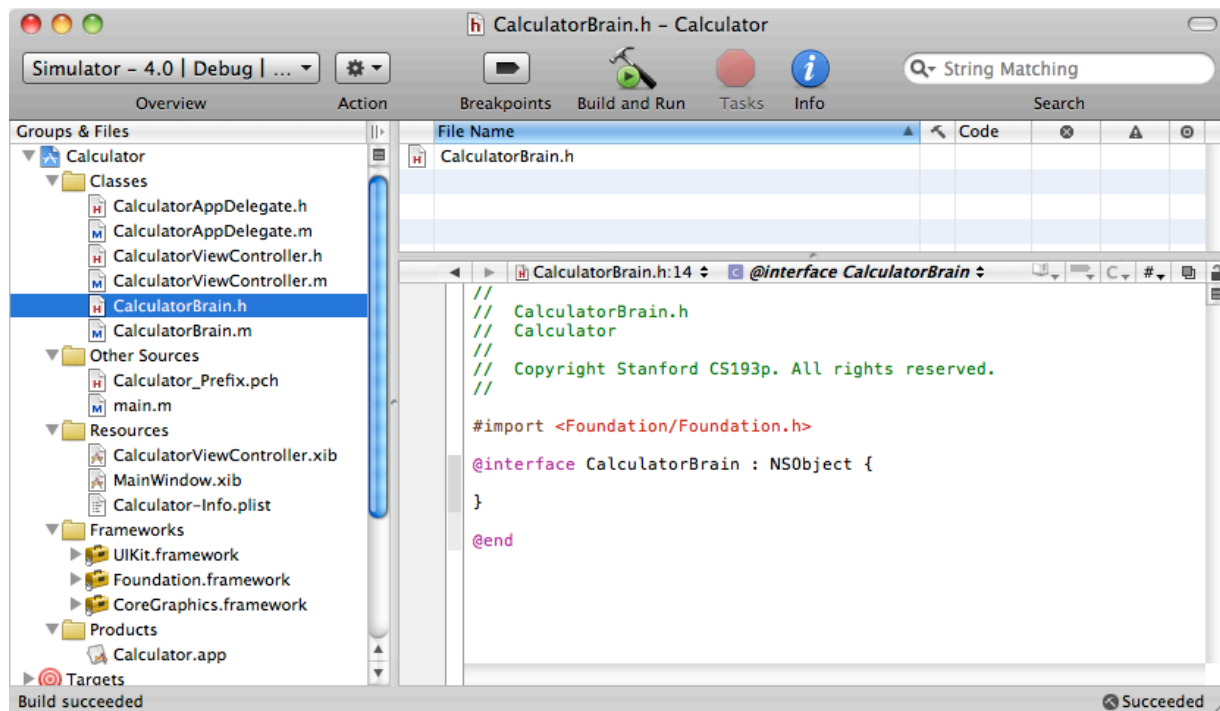 CalculatorBrain.h – Calculator
Simulator – 4.0 | Debug | ...
String Matching
Overview
Action
Breakpoints
Build and Run
Tasks
Info
Search
Groups & Files
Calculator
Classes
CalculatorAppDelegate.h
CalculatorAppDelegate.m
CalculatorViewController.h
CalculatorViewController.m
CalculatorBrain.h
CalculatorBrain.m
Other Sources
Calculator_Prefix.pch
main.m
Resources
CalculatorViewController.xib
MainWindow.xib
Calculator-Info.plist
Frameworks
UIKit.framework
Foundation.framework
CoreGraphics.framework
Products
Calculator.app
Targets
File Name
Code
CalculatorBrain.h
CalculatorBrain.h:14
C @interface CalculatorBrain
C
#
//
// CalculatorBrain.h
// Calculator
//
// Copyright Stanford CS193p. All rights reserved.
//
#import <Foundation/Foundation.h>
@interface CalculatorBrain : NSObject {
}
@end
Build succeeded
Succeeded